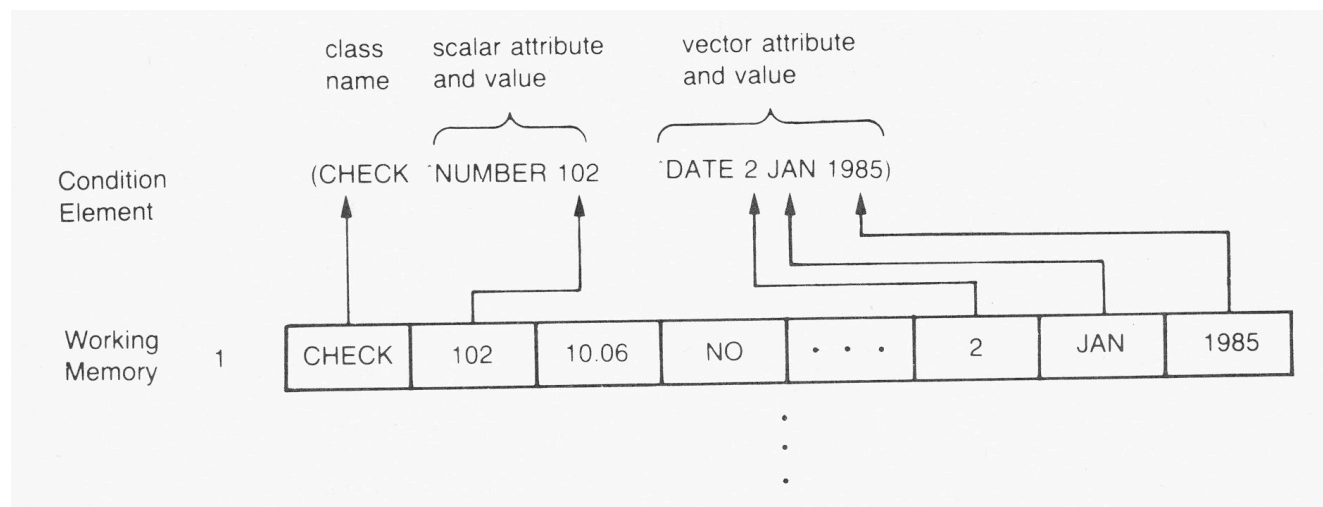 class name
scalar attribute and value
vector attribute and value
Condition Element
(CHECK ^NUMBER 102 ^DATE 2 JAN 1985)
Working Memory
1
CHECK 102 10.06 NO . . . 2 JAN 1985